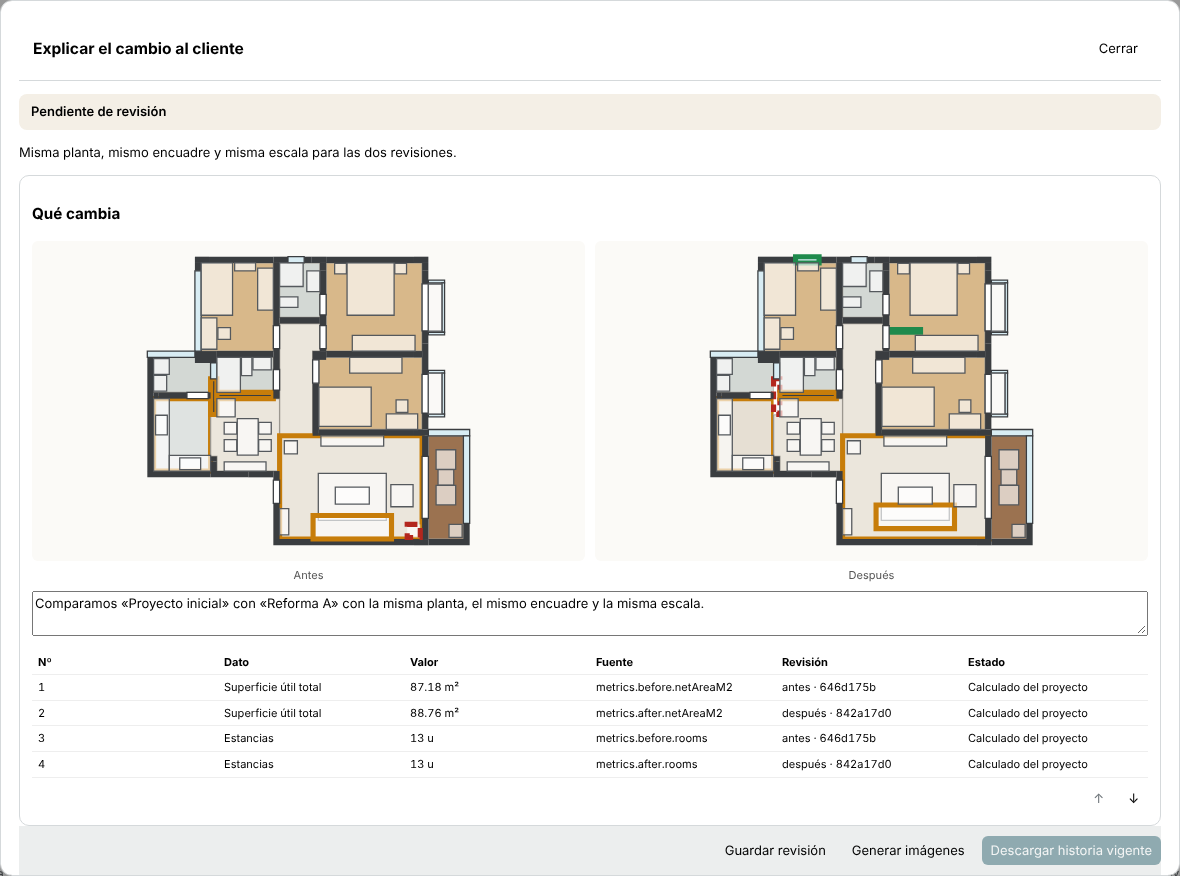 Explicar el cambio al cliente
Cerrar
Pendiente de revisión
Misma planta, mismo encuadre y misma escala para las dos revisiones.
Qué cambia
Antes
Después
Comparamos «Proyecto inicial» con «Reforma A» con la misma planta, el mismo encuadre y la misma escala.
Nº Dato Valor Fuente Revisión Estado
1 Superficie útil total 87.18 m² metrics.before.netAreaM2 antes · 646d175b Calculado del proyecto
2 Superficie útil total 88.76 m² metrics.after.netAreaM2 después · 842a17d0 Calculado del proyecto
3 Estancias 13 u metrics.before.rooms antes · 646d175b Calculado del proyecto
4 Estancias 13 u metrics.after.rooms después · 842a17d0 Calculado del proyecto
↑ ↓
Guardar revisión Generar imágenes Descargar historia vigente